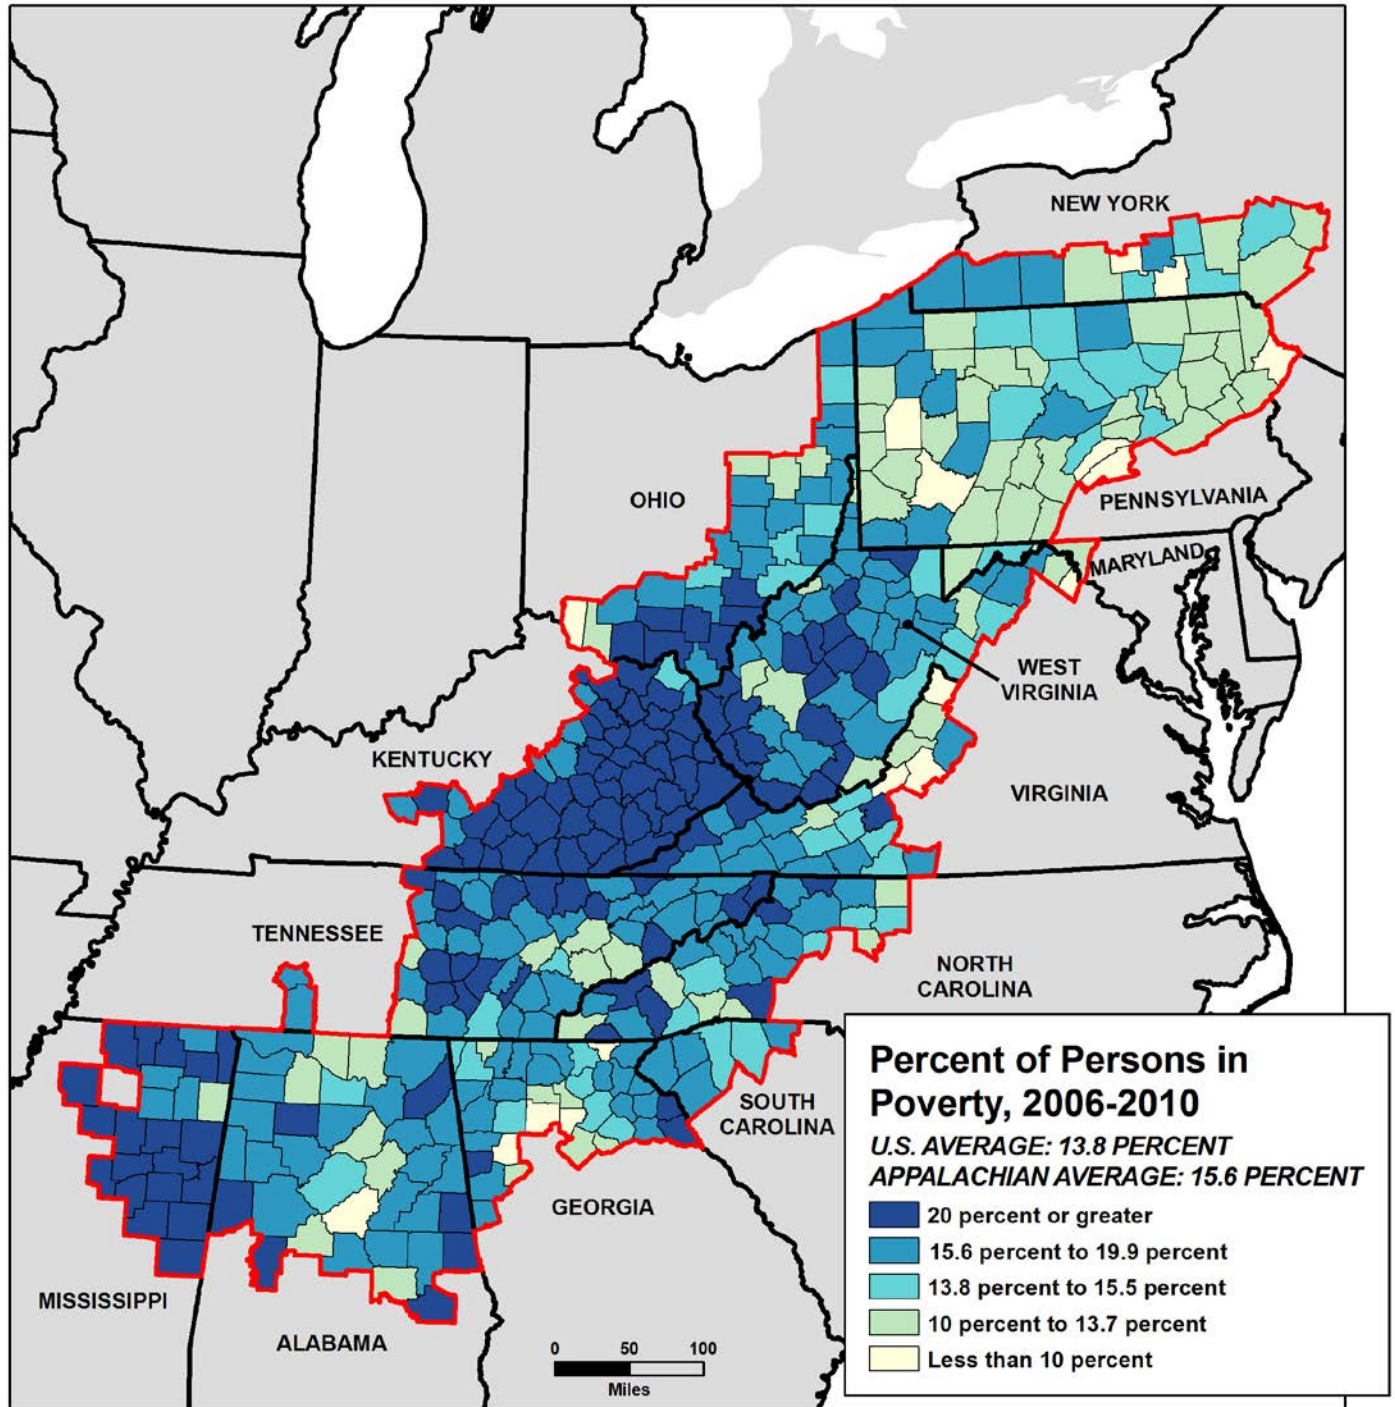 NEW YORK
OHIO
PENNSYLVANIA
MARYLAND
WEST
VIRGINIA
KENTUCKY
VIRGINIA
TENNESSEE
NORTH
CAROLINA
SOUTH
CAROLINA
GEORGIA
MISSISSIPPI
ALABAMA
0 50 100
Miles
Percent of Persons in
Poverty, 2006-2010
U.S. AVERAGE: 13.8 PERCENT
APPALACHIAN AVERAGE: 15.6 PERCENT
20 percent or greater
15.6 percent to 19.9 percent
13.8 percent to 15.5 percent
10 percent to 13.7 percent
Less than 10 percent